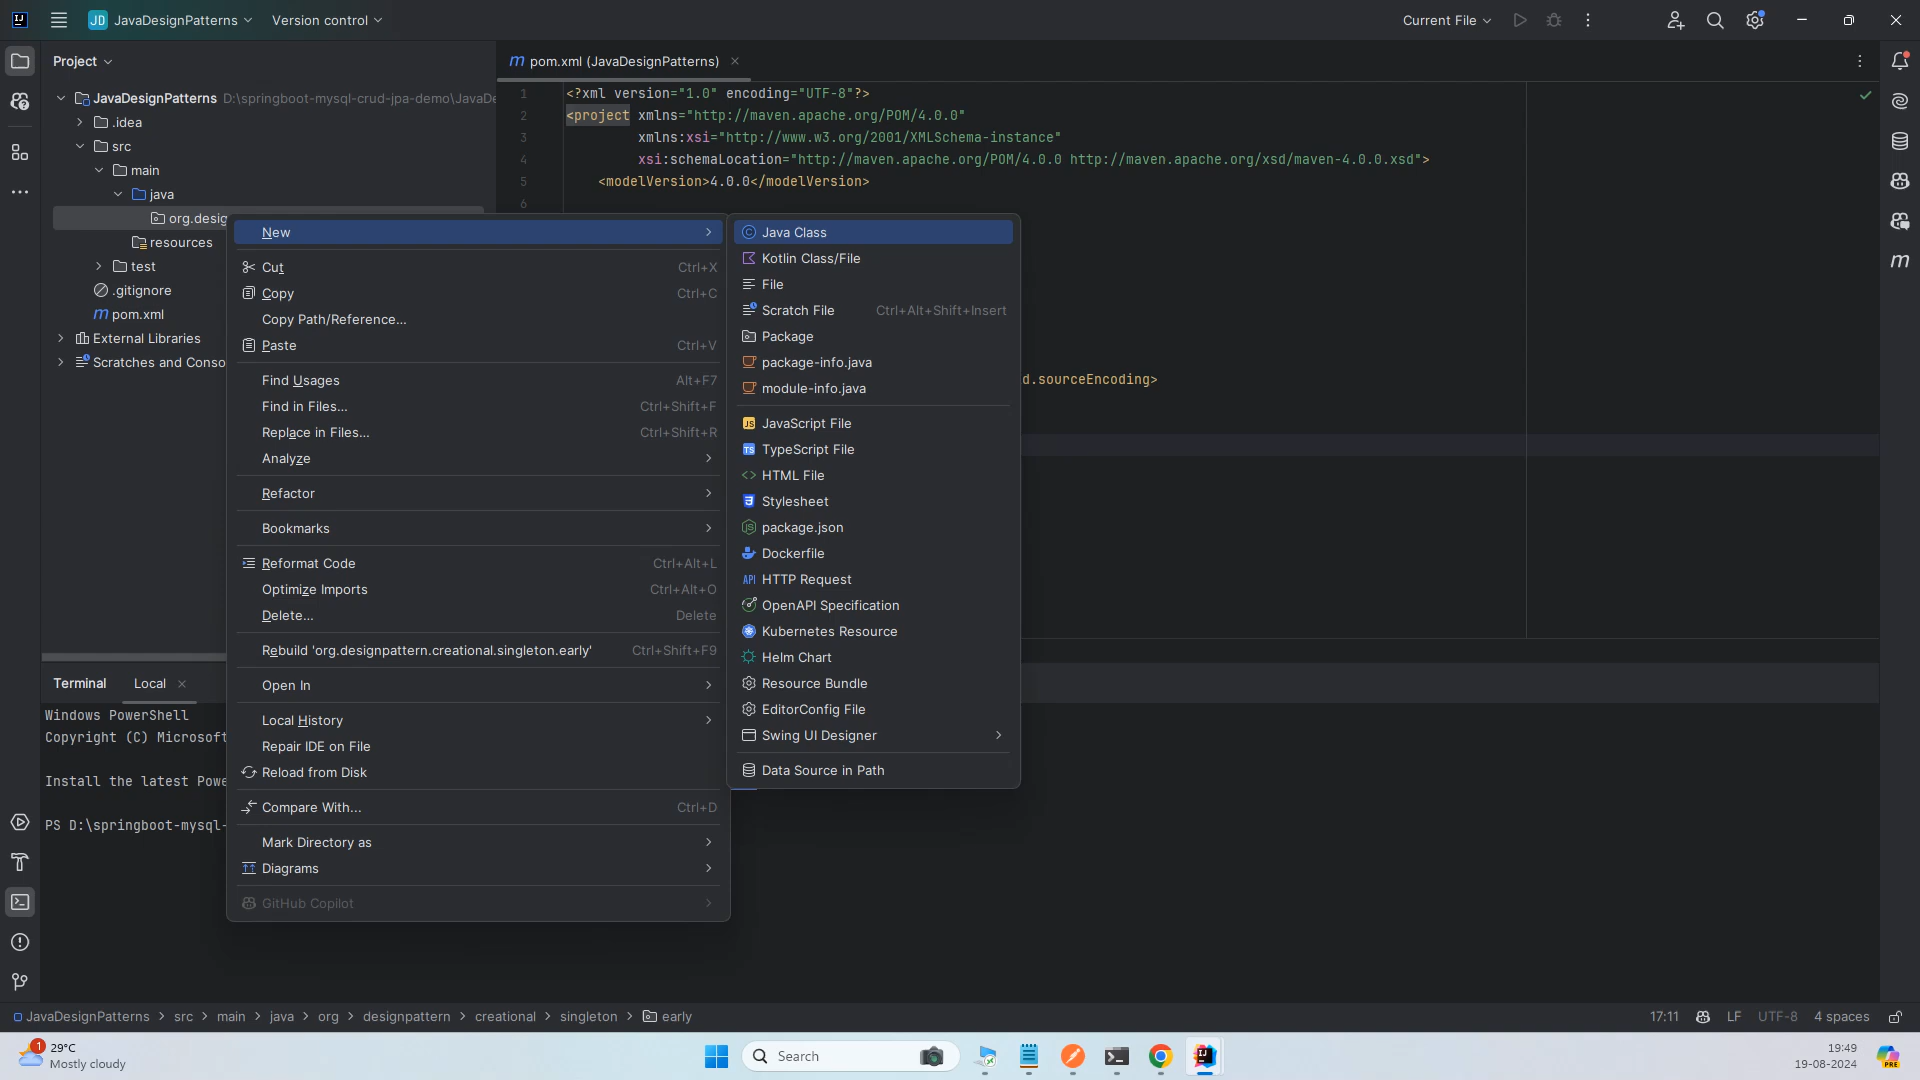 JD JavaDesignPatterns Version control Current File
Project
pom.xml (JavaDesignPatterns)
JavaDesignPatterns D:\springboot-mysql-crud-jpa-demo\JavaDe
.idea
src
main
java
org.desig
resources
test
.gitignore
pom.xml
External Libraries
Scratches and Conso
1 <?xml version="1.0" encoding="UTF-8"?>
2 <project xmlns="http://maven.apache.org/POM/4.0.0"
3 xmlns:xsi="http://www.w3.org/2001/XMLSchema-instance"
4 xsi:schemaLocation="http://maven.apache.org/POM/4.0.0 http://maven.apache.org/xsd/maven-4.0.0.xsd">
5 <modelVersion>4.0.0</modelVersion>
6
d.sourceEncoding>
New
Cut Ctrl+X
Copy Ctrl+C
Copy Path/Reference...
Paste Ctrl+V
Find Usages Alt+F7
Find in Files... Ctrl+Shift+F
Replace in Files... Ctrl+Shift+R
Analyze
Refactor
Bookmarks
Reformat Code Ctrl+Alt+L
Optimize Imports Ctrl+Alt+O
Delete... Delete
Rebuild 'org.designpattern.creational.singleton.early' Ctrl+Shift+F9
Open In
Local History
Repair IDE on File
Reload from Disk
Compare With... Ctrl+D
Mark Directory as
Diagrams
GitHub Copilot
Java Class
Kotlin Class/File
File
Scratch File Ctrl+Alt+Shift+Insert
Package
package-info.java
module-info.java
JavaScript File
TypeScript File
HTML File
Stylesheet
package.json
Dockerfile
HTTP Request
OpenAPI Specification
Kubernetes Resource
Helm Chart
Resource Bundle
EditorConfig File
Swing UI Designer
Data Source in Path
Terminal Local
Windows PowerShell
Copyright (C) Microsoft
Install the latest Powe
PS D:\springboot-mysql-
JavaDesignPatterns > src > main > java > org > designpattern > creational > singleton > early 17:11 LF UTF-8 4 spaces
1
29°C
Mostly cloudy
Search
19:49
19-08-2024